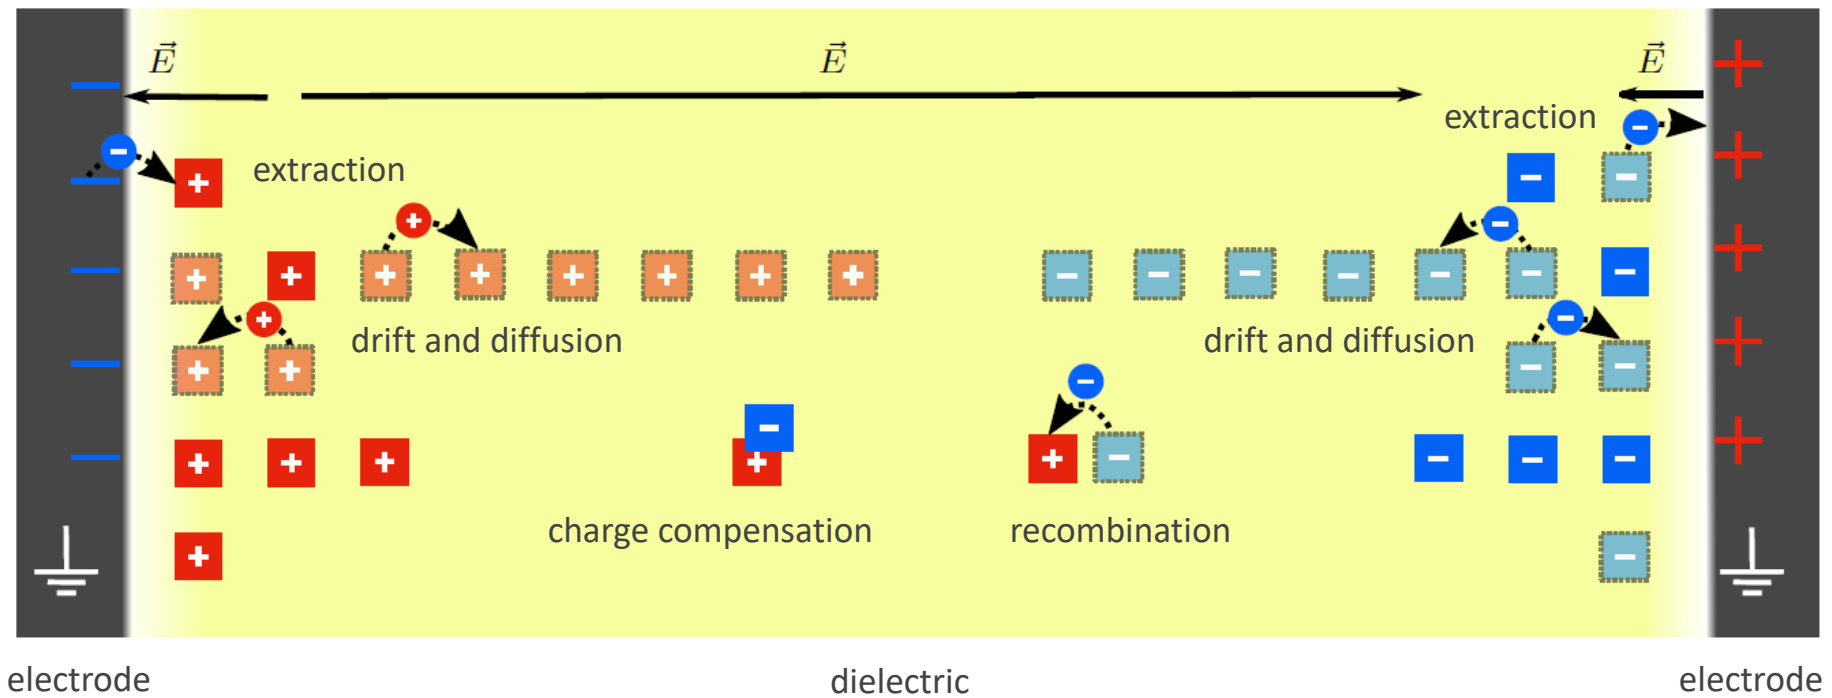 E⃗
E⃗
E⃗
extraction
extraction
drift and diffusion
drift and diffusion
charge compensation
recombination
electrode
dielectric
electrode